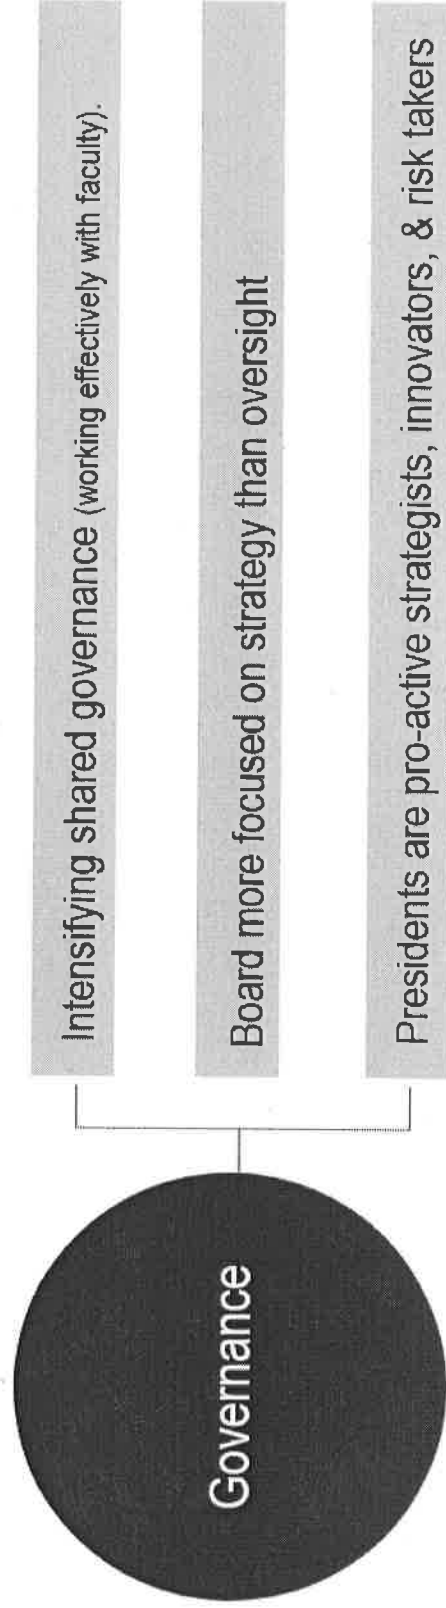 Governance
Intensifying shared governance (working effectively with faculty).
Board more focused on strategy than oversight
Presidents are pro-active strategists, innovators, & risk takers